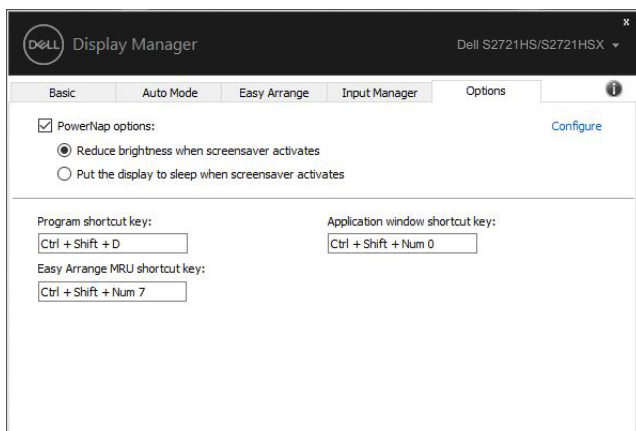 x
DELL Display Manager Dell S2721HS/S2721HSX
Basic Auto Mode Easy Arrange Input Manager Options i
PowerNap options: Configure
Reduce brightness when screensaver activates
Put the display to sleep when screensaver activates
Program shortcut key: Application window shortcut key:
Ctrl + Shift + D Ctrl + Shift + Num 0
Easy Arrange MRU shortcut key:
Ctrl + Shift + Num 7